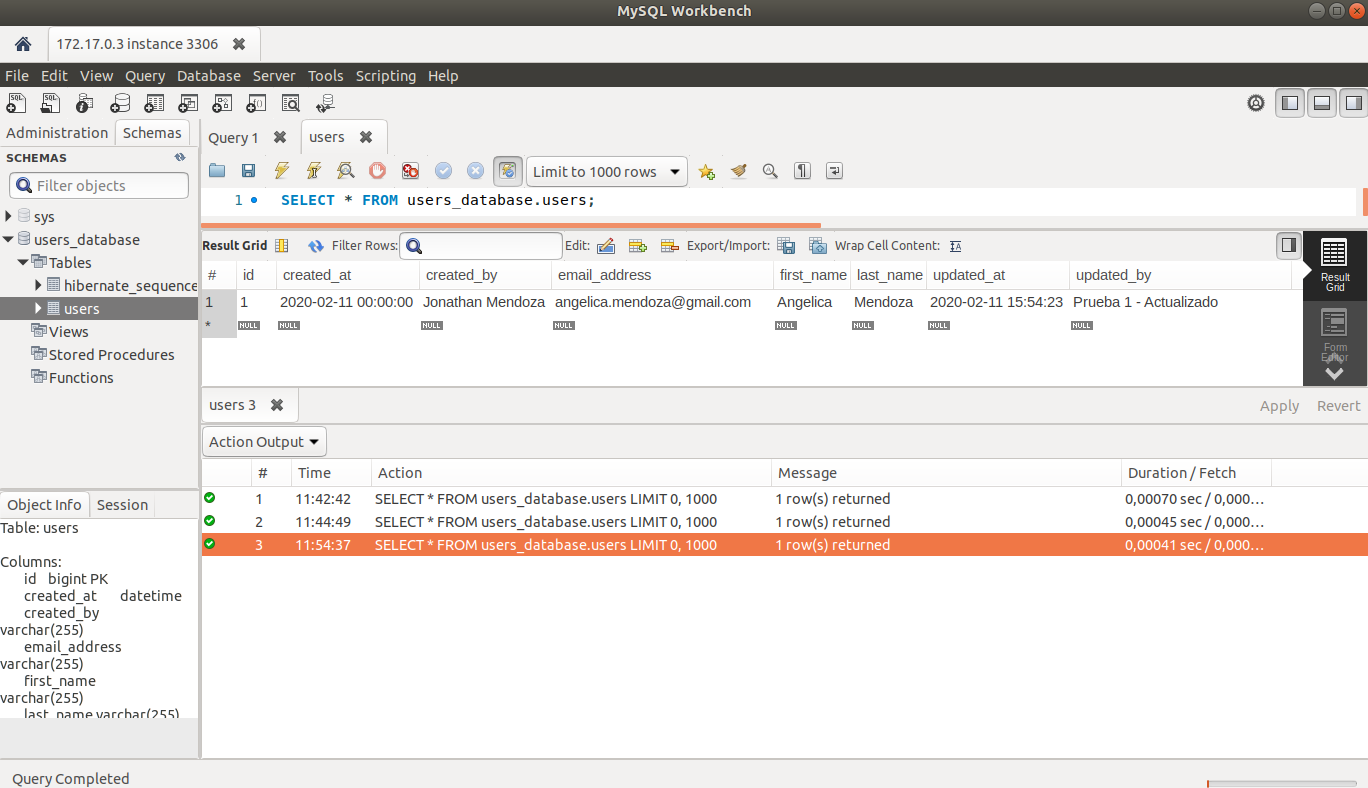 MySQL Workbench
172.17.0.3 instance 3306
File Edit View Query Database Server Tools Scripting Help
Administration Schemas
SCHEMAS
Filter objects
sys
users_database
Tables
hibernate_sequence
users
Views
Stored Procedures
Functions
Query 1 users
Limit to 1000 rows
1 SELECT * FROM users_database.users;
Result Grid Filter Rows: Edit: Export/Import: Wrap Cell Content:
# id created_at created_by email_address first_name last_name updated_at updated_by
1 1 2020-02-11 00:00:00 Jonathan Mendoza angelica.mendoza@gmail.com Angelica Mendoza 2020-02-11 15:54:23 Prueba 1 - Actualizado
* NULL NULL NULL NULL NULL NULL NULL NULL
Result
Grid
Form
Editor
users 3 Apply Revert
Action Output
# Time Action Message Duration / Fetch
1 11:42:42 SELECT * FROM users_database.users LIMIT 0, 1000 1 row(s) returned 0,00070 sec / 0,000...
2 11:44:49 SELECT * FROM users_database.users LIMIT 0, 1000 1 row(s) returned 0,00045 sec / 0,000...
3 11:54:37 SELECT * FROM users_database.users LIMIT 0, 1000 1 row(s) returned 0,00041 sec / 0,000...
Object Info Session
Table: users
Columns:
id bigint PK
created_at datetime
created_by
varchar(255)
email_address
varchar(255)
first_name
varchar(255)
last_name varchar(255)
Query Completed